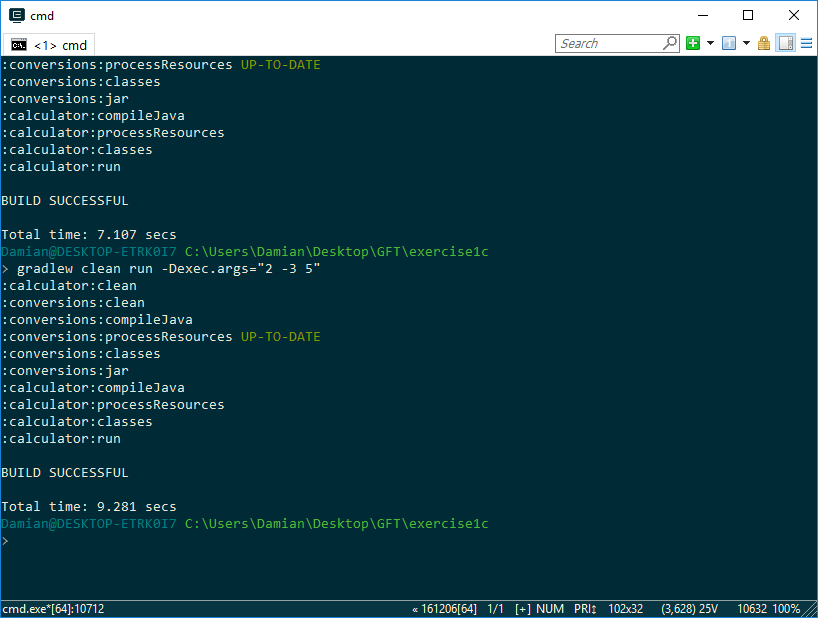 cmd
<1> cmd
Search
:conversions:processResources UP-TO-DATE
:conversions:classes
:conversions:jar
:calculator:compileJava
:calculator:processResources
:calculator:classes
:calculator:run
BUILD SUCCESSFUL
Total time: 7.107 secs
Damian@DESKTOP-ETRK0I7 C:\Users\Damian\Desktop\GFT\exercise1c
> gradlew clean run -Dexec.args="2 -3 5"
:calculator:clean
:conversions:clean
:conversions:compileJava
:conversions:processResources UP-TO-DATE
:conversions:classes
:conversions:jar
:calculator:compileJava
:calculator:processResources
:calculator:classes
:calculator:run
BUILD SUCCESSFUL
Total time: 9.281 secs
Damian@DESKTOP-ETRK0I7 C:\Users\Damian\Desktop\GFT\exercise1c
>
cmd.exe*[64]:10712 « 161206[64] 1/1 [+] NUM PRI↕ 102x32 (3,628) 25V 10632 100%